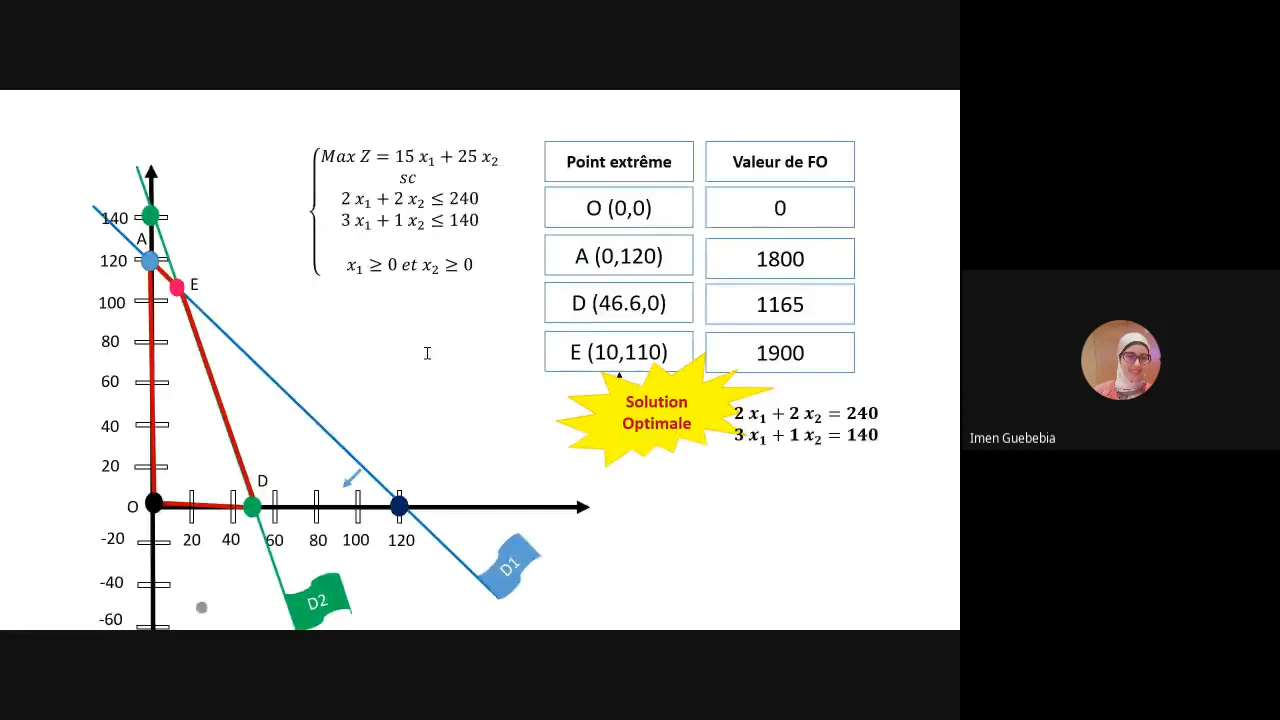 Max Z = 15 x₁ + 25 x₂
sc
2 x₁ + 2 x₂ ≤ 240
3 x₁ + 1 x₂ ≤ 140
x₁ ≥ 0 et x₂ ≥ 0
Point extrême
Valeur de FO
O (0,0)
0
A (0,120)
1800
D (46.6,0)
1165
E (10,110)
1900
Solution
Optimale
2 x₁ + 2 x₂ = 240
3 x₁ + 1 x₂ = 140
140
A
120
E
100
80
60
40
20
D
O
-20
20
40
60
80
100
120
-40
-60
D1
D2
Imen Guebebia